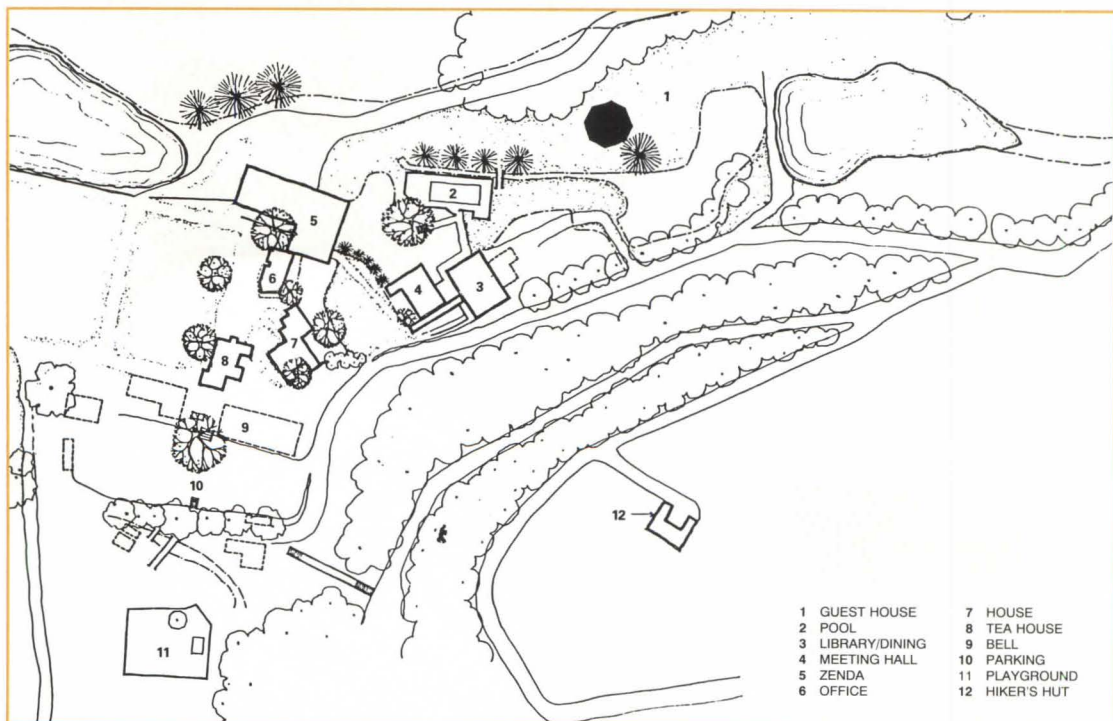 1
2
5
6
4
3
7
8
9
10
12
11
1 GUEST HOUSE
2 POOL
3 LIBRARY/DINING
4 MEETING HALL
5 ZENDA
6 OFFICE
7 HOUSE
8 TEA HOUSE
9 BELL
10 PARKING
11 PLAYGROUND
12 HIKER'S HUT